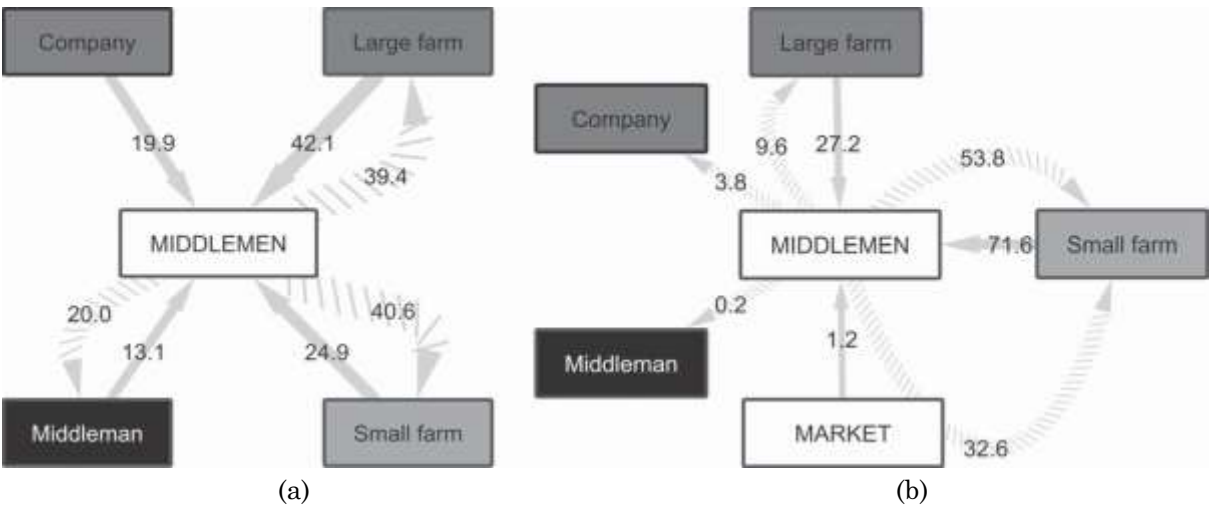 Company
Large farm
19.9
42.1
39.4
MIDDLEMEN
20.0
13.1
24.9
40.6
Middleman
Small farm
(a)
Large farm
Company
9.6
27.2
53.8
3.8
MIDDLEMEN
71.6
Small farm
0.2
1.2
Middleman
MARKET
32.6
(b)